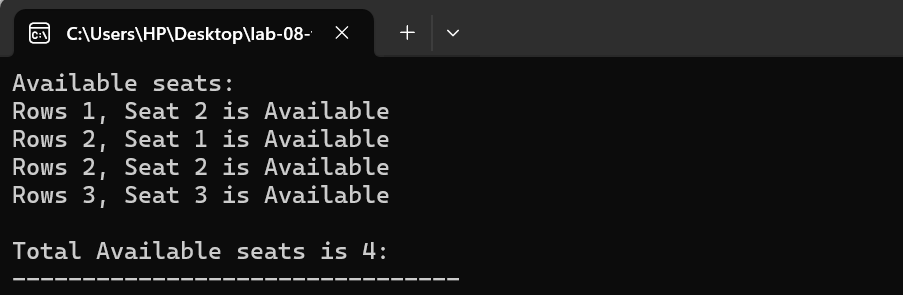 C:\Users\HP\Desktop\lab-08-
Available seats:
Rows 1, Seat 2 is Available
Rows 2, Seat 1 is Available
Rows 2, Seat 2 is Available
Rows 3, Seat 3 is Available
Total Available seats is 4:
--------------------------------